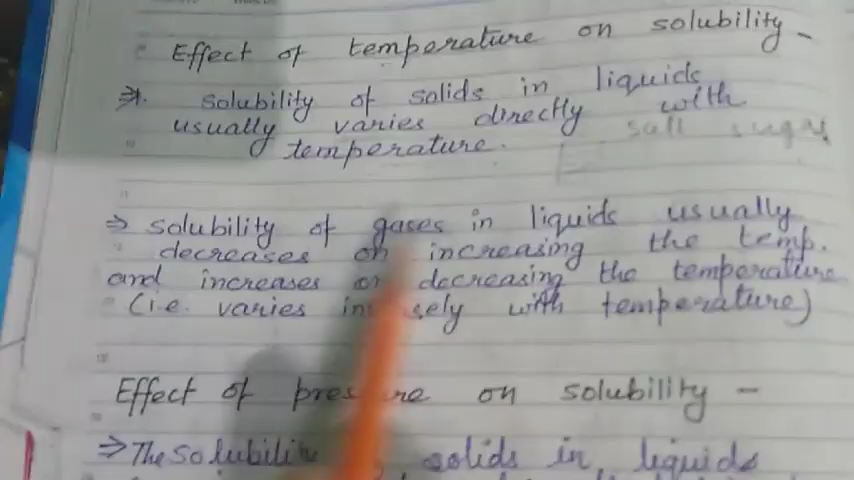 Effect of temperature on solubility -
⇒ solubility of solids in liquids
usually varies directly with
salt sugar
temperature.
⇒ solubility of gases in liquids usually
decreases on increasing the temp.
and increases on decreasing the temperature
(i.e. varies inversely with temperature)
Effect of pressure on solubility -
⇒ The solubility solids in liquids